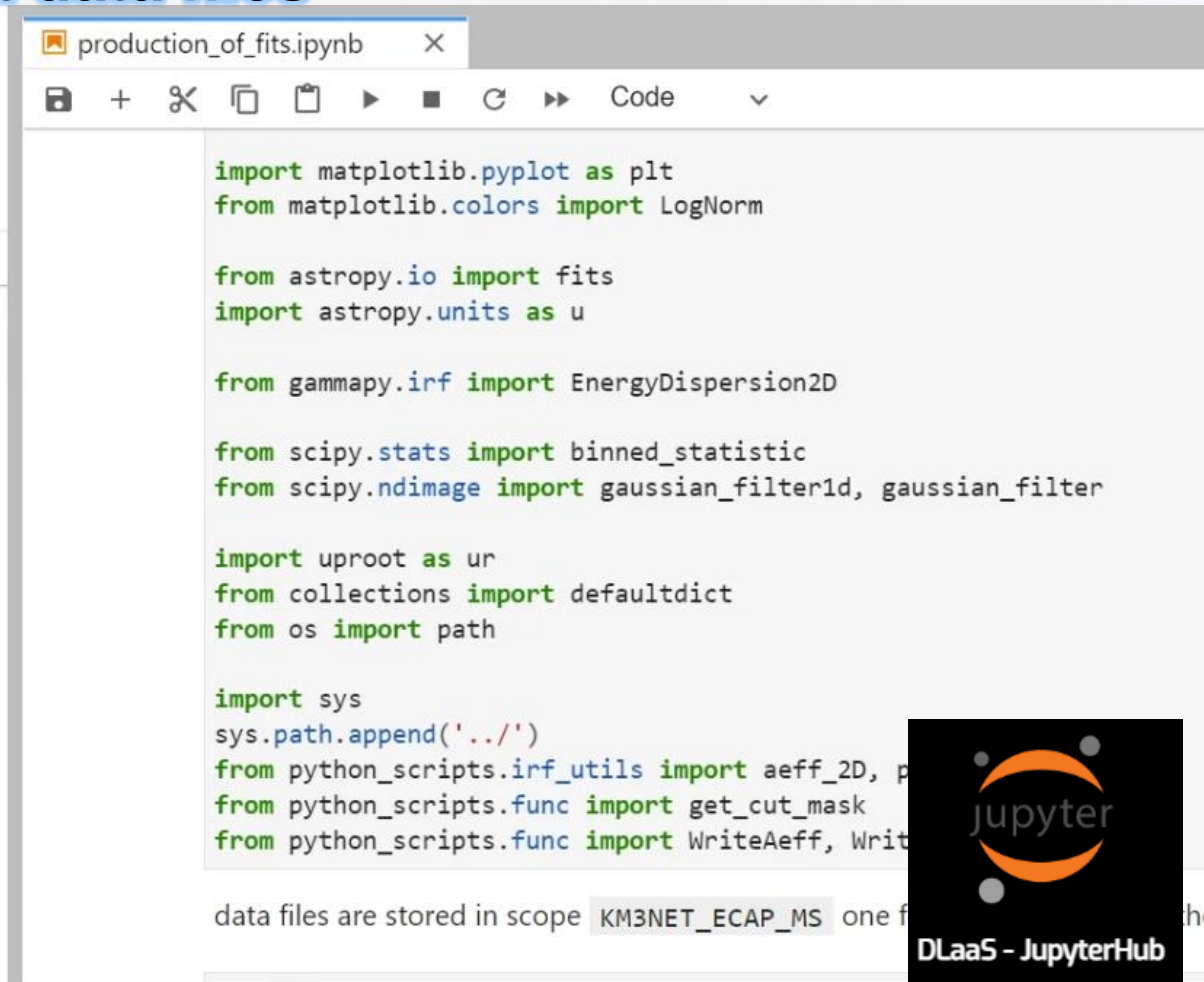 data files
production_of_fits.ipynb
Code
import matplotlib.pyplot as plt
from matplotlib.colors import LogNorm
from astropy.io import fits
import astropy.units as u
from gammapy.irf import EnergyDispersion2D
from scipy.stats import binned_statistic
from scipy.ndimage import gaussian_filter1d, gaussian_filter
import uproot as ur
from collections import defaultdict
from os import path
import sys
sys.path.append('../')
from python_scripts.irf_utils import aeff_2D, p
from python_scripts.func import get_cut_mask
from python_scripts.func import WriteAeff, Writ
data files are stored in scope KM3NET_ECAP_MS one f
jupyter
DLaaS - JupyterHub